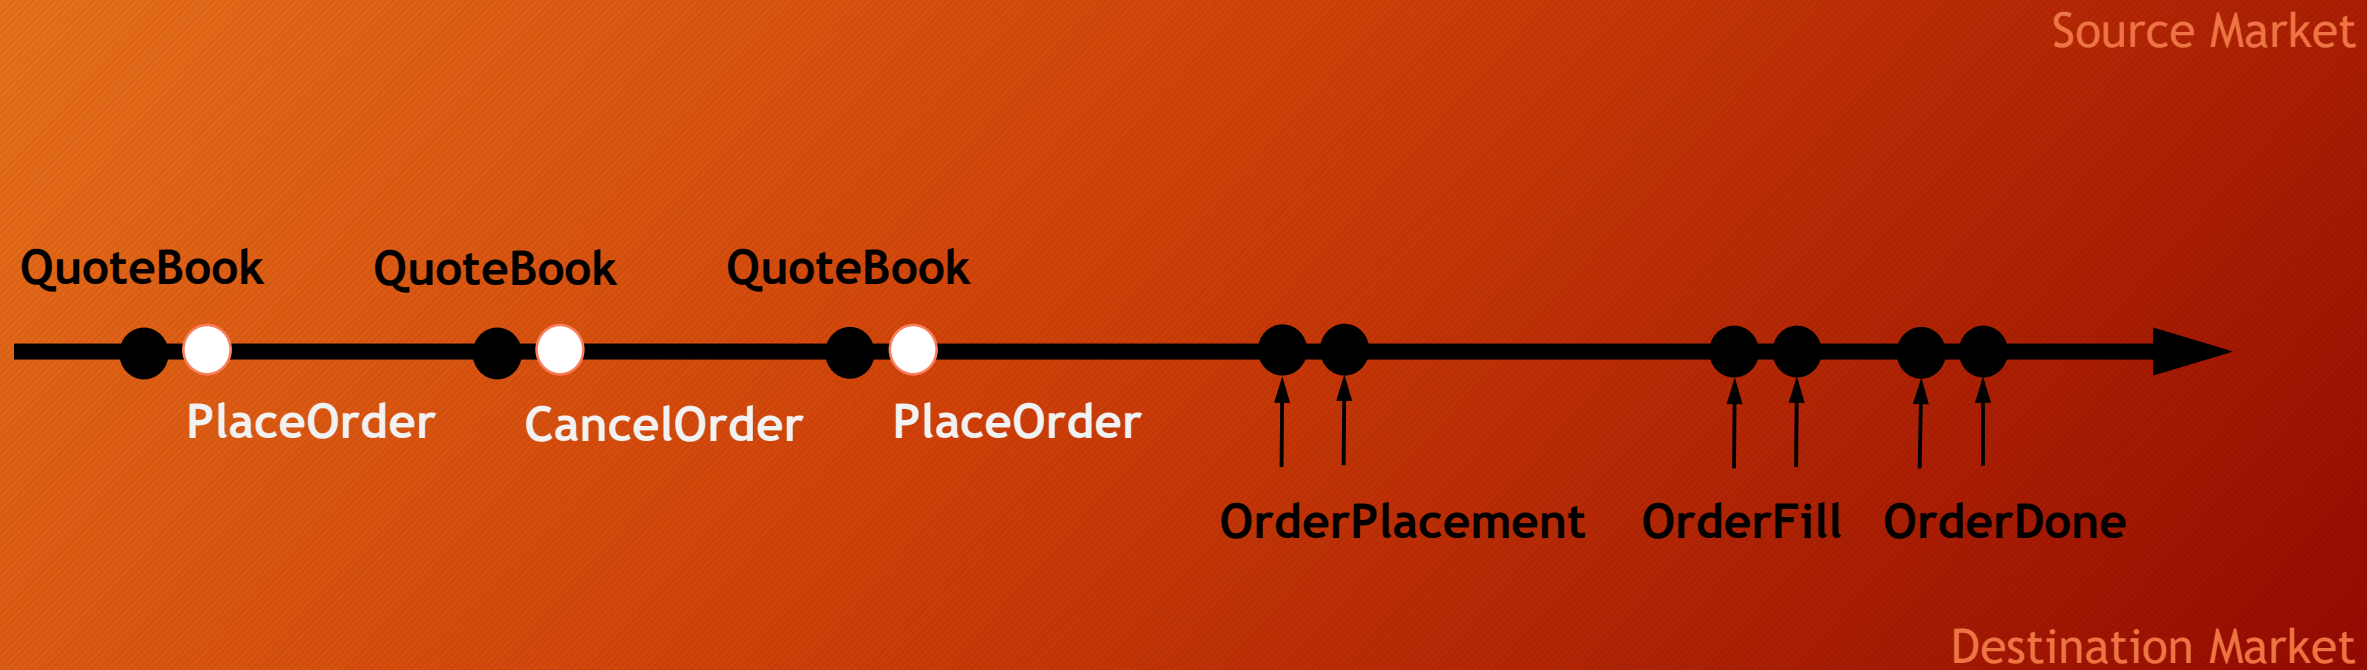 Source Market
QuoteBook QuoteBook QuoteBook
PlaceOrder CancelOrder PlaceOrder
OrderPlacement OrderFill OrderDone
Destination Market